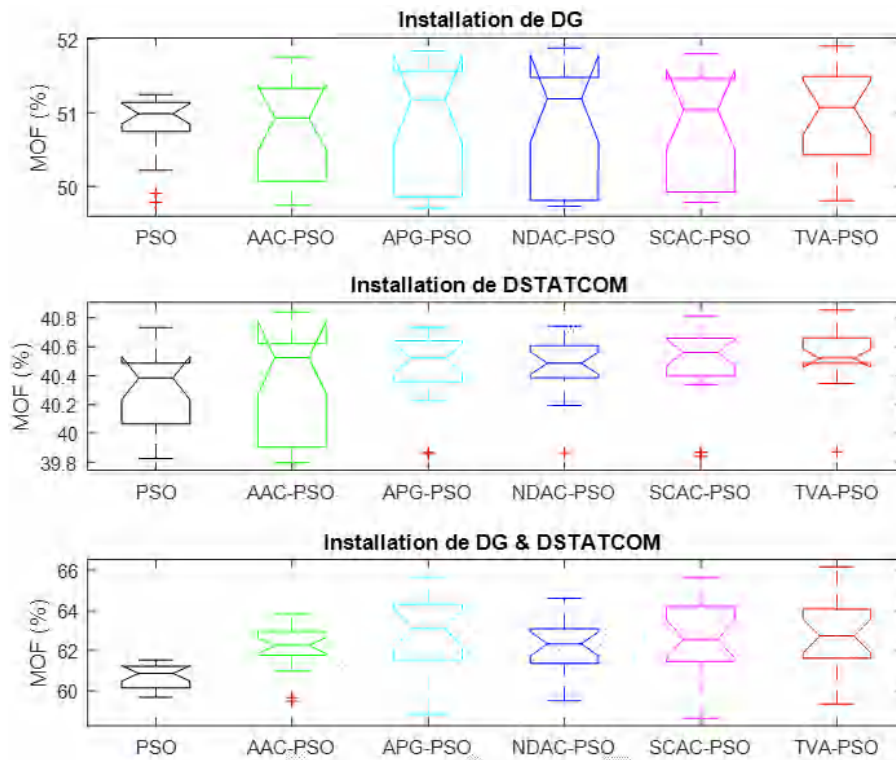 Installation de DG
MOF (%)
52
51
50
PSO AAC-PSO APG-PSO NDAC-PSO SCAC-PSO TVA-PSO
Installation de DSTATCOM
MOF (%)
40.8
40.6
40.4
40.2
40
39.8
PSO AAC-PSO APG-PSO NDAC-PSO SCAC-PSO TVA-PSO
Installation de DG & DSTATCOM
MOF (%)
66
64
62
60
PSO AAC-PSO APG-PSO NDAC-PSO SCAC-PSO TVA-PSO